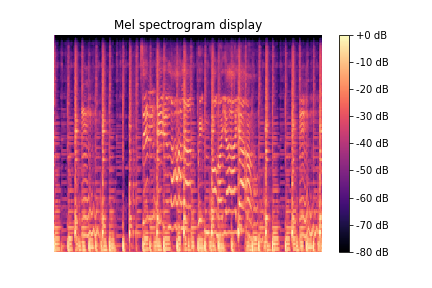 Mel spectrogram display
+0 dB
-10 dB
-20 dB
-30 dB
-40 dB
-50 dB
-60 dB
-70 dB
-80 dB